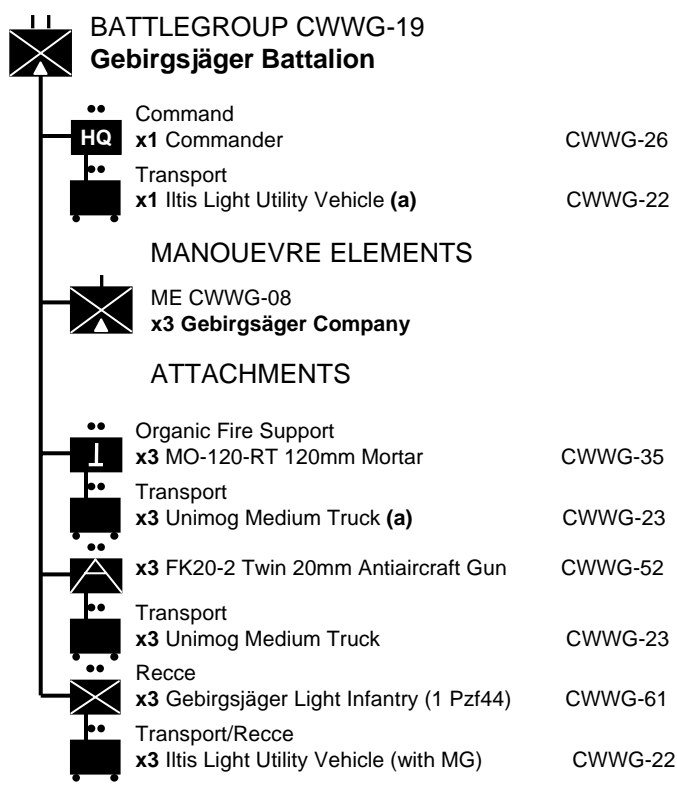 BATTLEGROUP CWWG-19
Gebirgsjäger Battalion
Command
HQ x1 Commander CWWG-26
Transport
x1 Iltis Light Utility Vehicle (a) CWWG-22
MANOUEVRE ELEMENTS
ME CWWG-08
x3 Gebirgsäger Company
ATTACHMENTS
Organic Fire Support
x3 MO-120-RT 120mm Mortar CWWG-35
Transport
x3 Unimog Medium Truck (a) CWWG-23
x3 FK20-2 Twin 20mm Antiaircraft Gun CWWG-52
Transport
x3 Unimog Medium Truck CWWG-23
Recce
x3 Gebirgsjäger Light Infantry (1 Pzf44) CWWG-61
Transport/Recce
x3 Iltis Light Utility Vehicle (with MG) CWWG-22